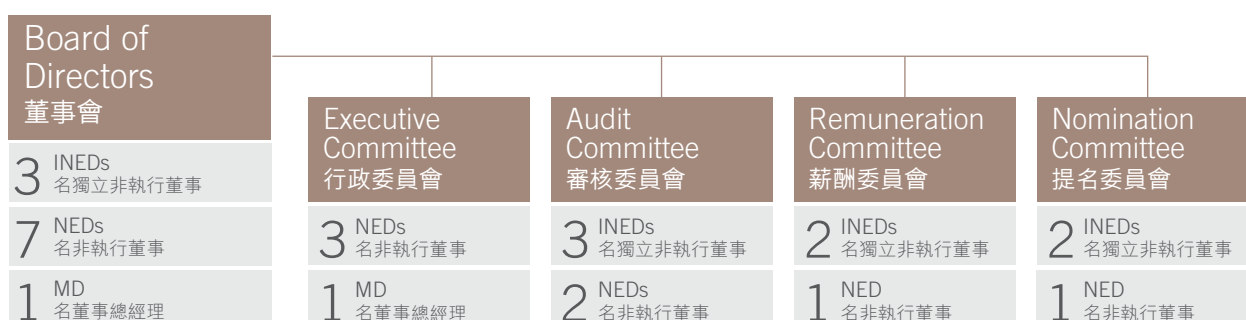 Board of
Directors
董事會
3 INEDs
名獨立非執行董事
7 NEDs
名非執行董事
1 MD
名董事總經理
Executive
Committee
行政委員會
3 NEDs
名非執行董事
1 MD
名董事總經理
Audit
Committee
審核委員會
3 INEDs
名獨立非執行董事
2 NEDs
名非執行董事
Remuneration
Committee
薪酬委員會
2 INEDs
名獨立非執行董事
1 NED
名非執行董事
Nomination
Committee
提名委員會
2 INEDs
名獨立非執行董事
1 NED
名非執行董事